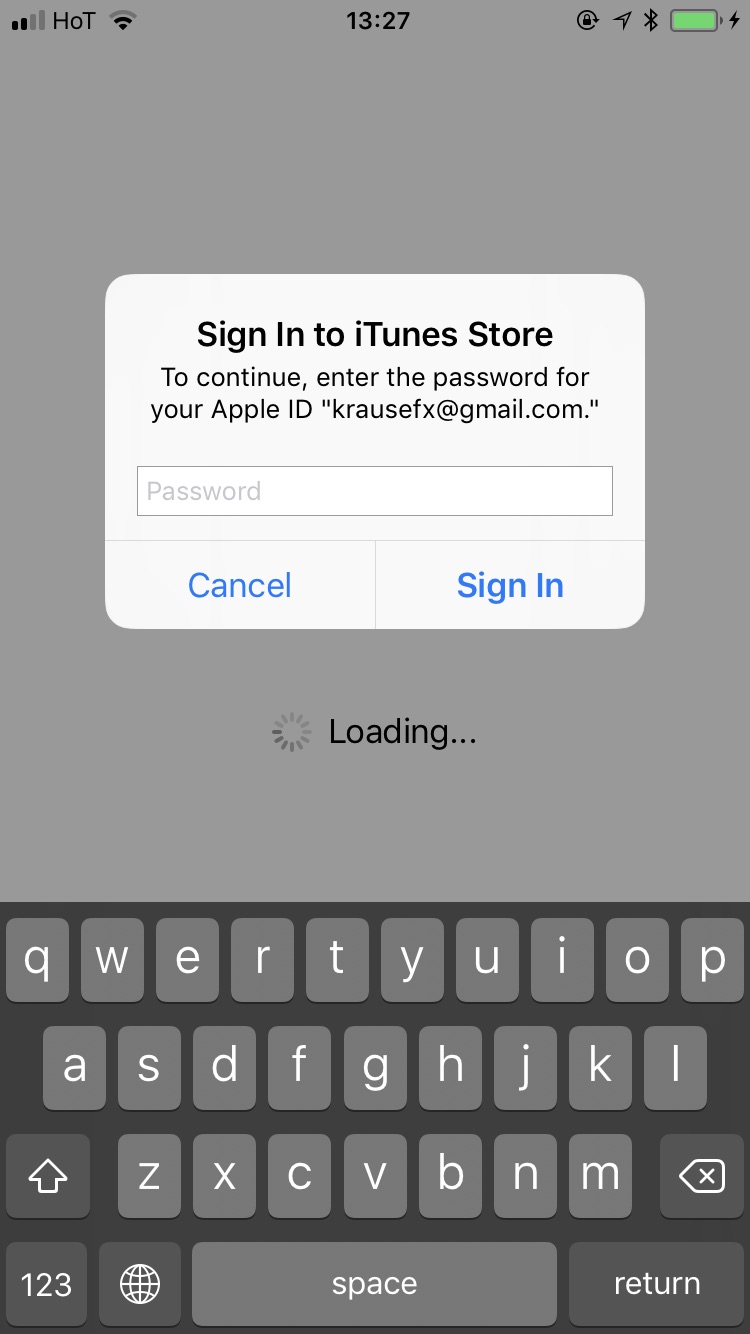 HoT 13:27
Sign In to iTunes Store
To continue, enter the password for
your Apple ID "krausefx@gmail.com."
Password
Cancel Sign In
Loading...
q w e r t y u i o p
a s d f g h j k l
z x c v b n m
123 space return